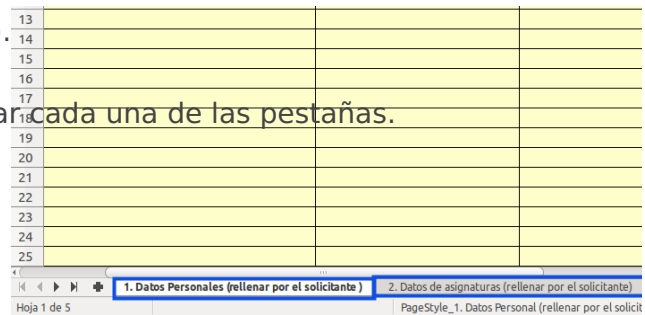 13
.
14
15
16
17
ar cada una de las pestañas.
18
19
20
21
22
23
24
25
1. Datos Personales (rellenar por el solicitante )
2. Datos de asignaturas (rellenar por el solicitante)
Hoja 1 de 5
PageStyle_1. Datos Personal (rellenar por el solicit